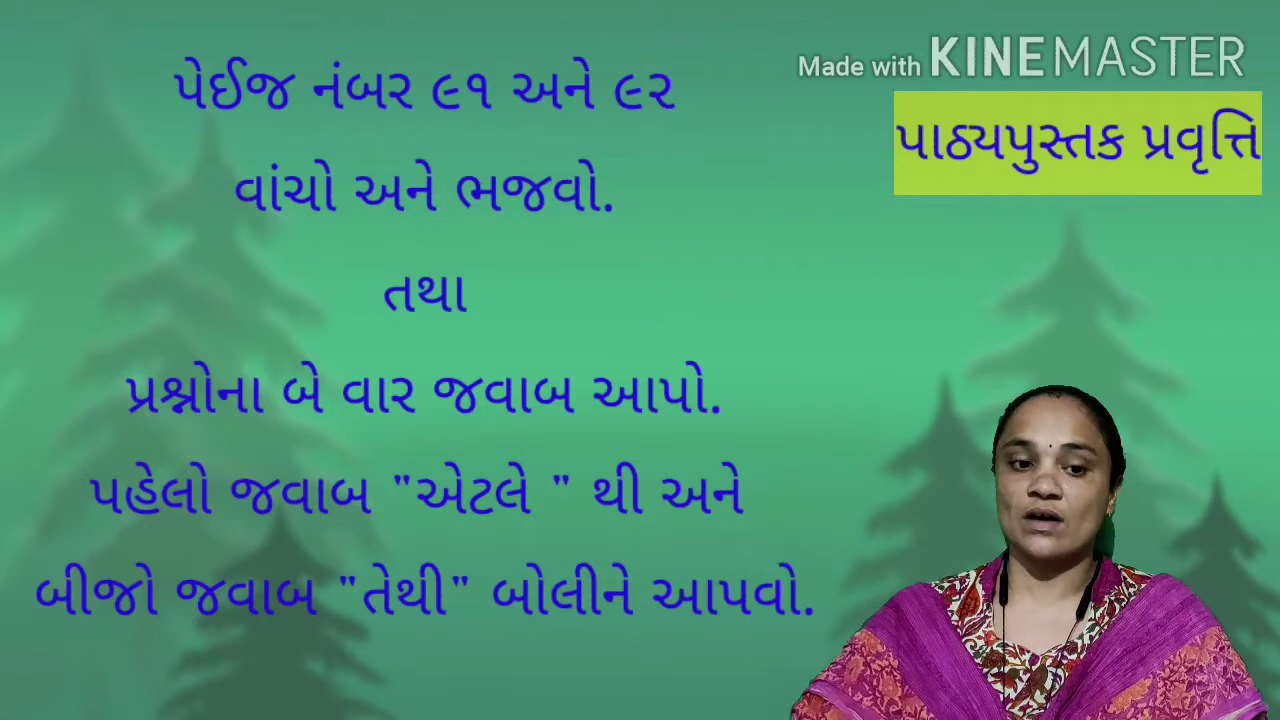 Made with KINEMASTER
પાઠ્યપુસ્તક પ્રવૃત્તિ
પેઈજ નંબર ૯૧ અને ૯૨
વાંચો અને ભજવો.
તથા
પ્રશ્નોના બે વાર જવાબ આપો.
પહેલો જવાબ "એટલે " થી અને
બીજો જવાબ "તેથી" બોલીને આપવો.